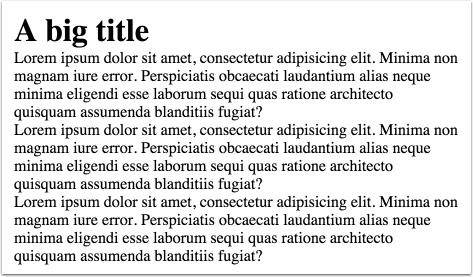 A big title
Lorem ipsum dolor sit amet, consectetur adipisicing elit. Minima non
magnam iure error. Perspiciatis obcaecati laudantium alias neque
minima eligendi esse laborum sequi quas ratione architecto
quisquam assumenda blanditiis fugiat?
Lorem ipsum dolor sit amet, consectetur adipisicing elit. Minima non
magnam iure error. Perspiciatis obcaecati laudantium alias neque
minima eligendi esse laborum sequi quas ratione architecto
quisquam assumenda blanditiis fugiat?
Lorem ipsum dolor sit amet, consectetur adipisicing elit. Minima non
magnam iure error. Perspiciatis obcaecati laudantium alias neque
minima eligendi esse laborum sequi quas ratione architecto
quisquam assumenda blanditiis fugiat?